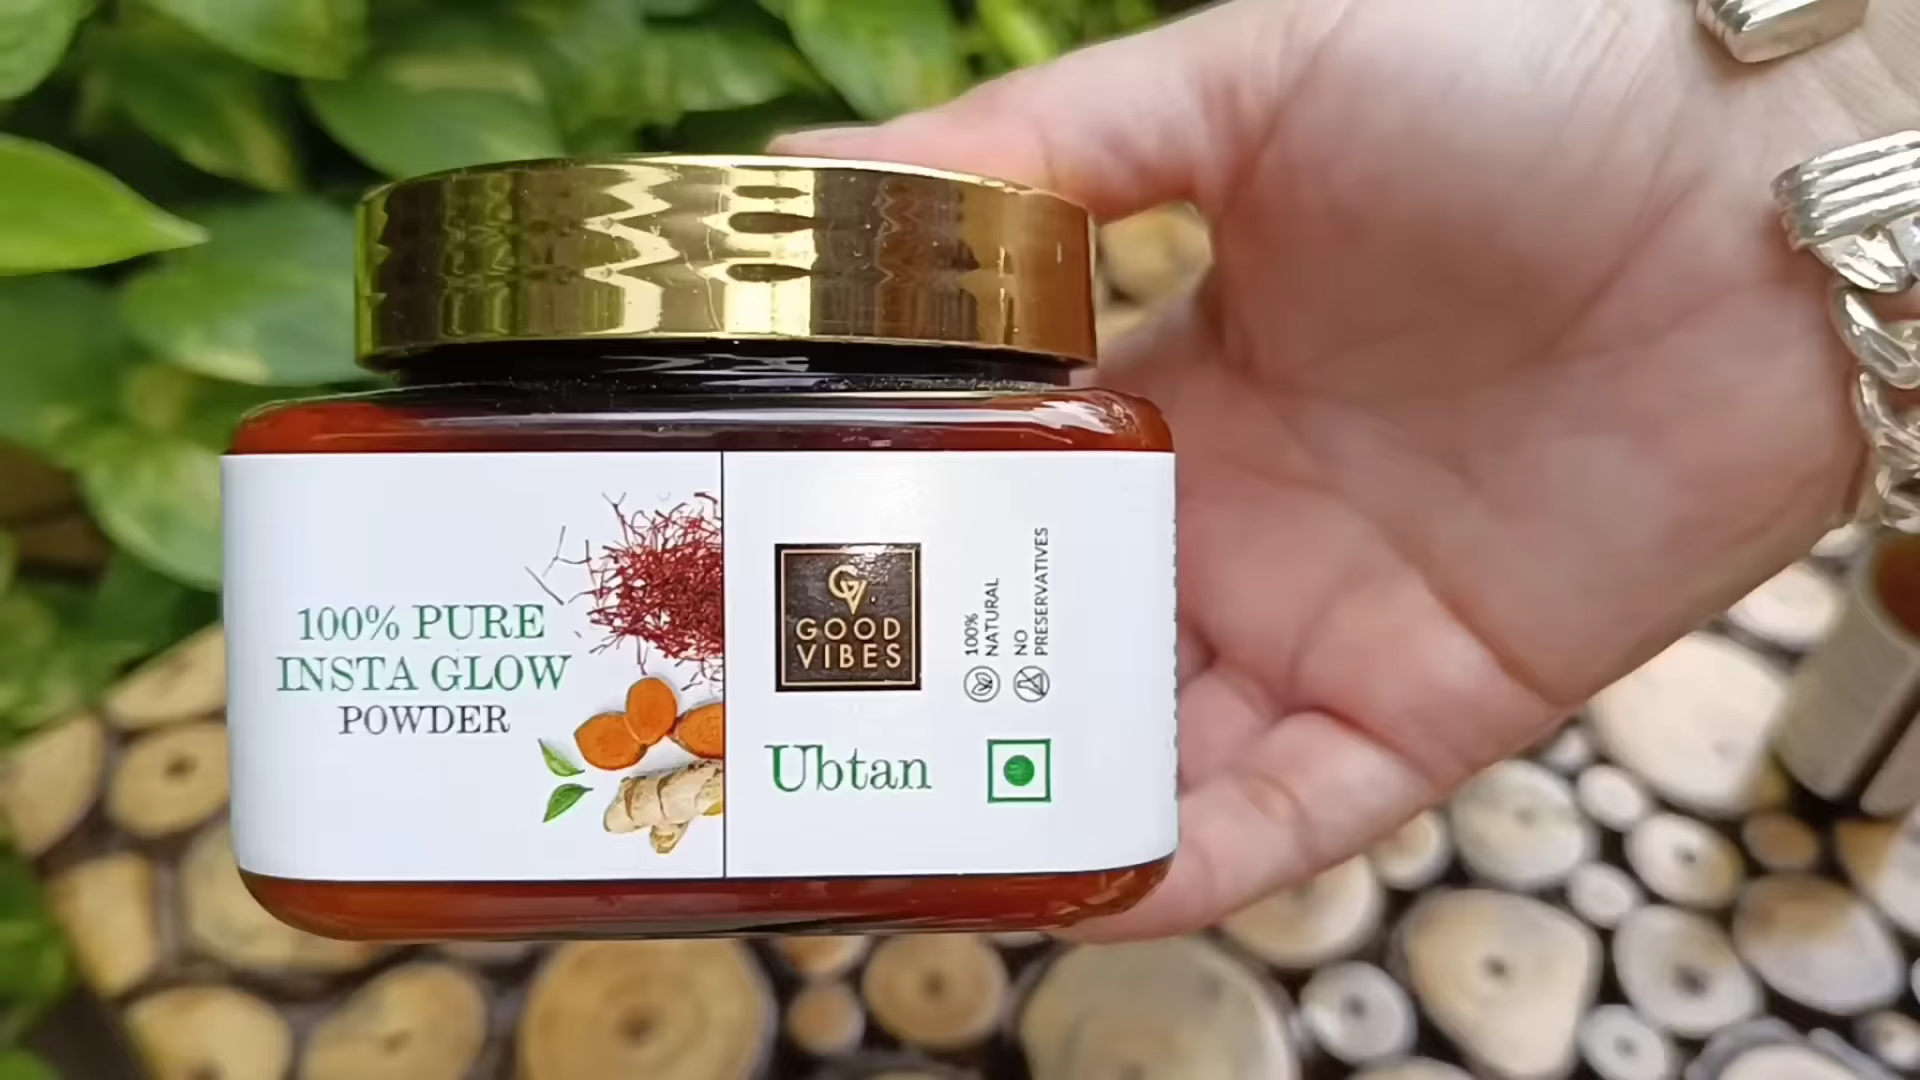 100% PURE
INSTA GLOW
POWDER
GV
GOOD
VIBES
100%
NATURAL
NO
PRESERVATIVES
Ubtan